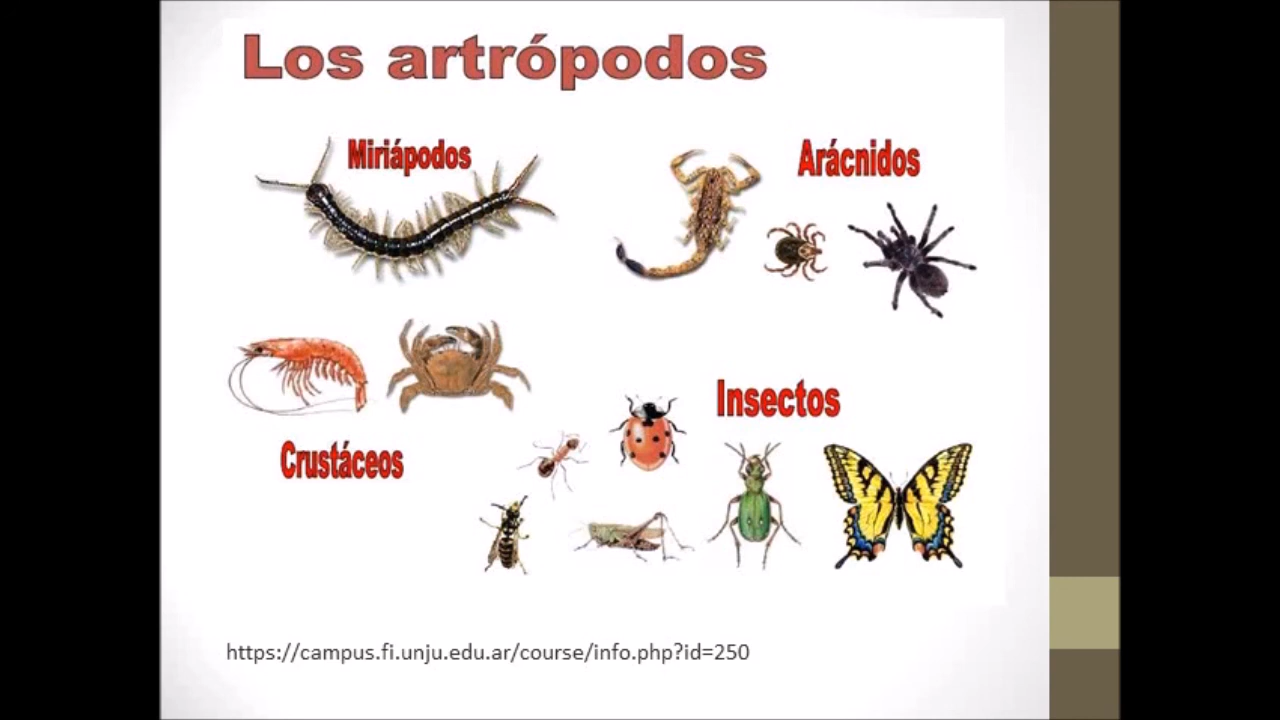 Los artrópodos
Miriápodos
Arácnidos
Insectos
Crustáceos
https://campus.fi.unju.edu.ar/course/info.php?id=250